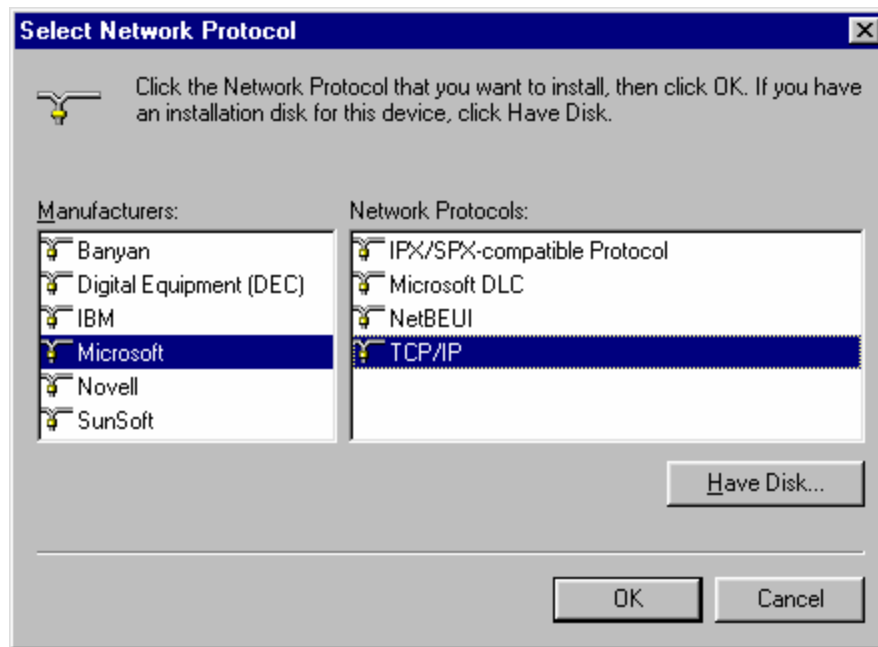 Select Network Protocol
Click the Network Protocol that you want to install, then click OK. If you have
an installation disk for this device, click Have Disk.
Manufacturers:
Banyan
Digital Equipment (DEC)
IBM
Microsoft
Novell
SunSoft
Network Protocols:
IPX/SPX-compatible Protocol
Microsoft DLC
NetBEUI
TCP/IP
Have Disk...
OK
Cancel